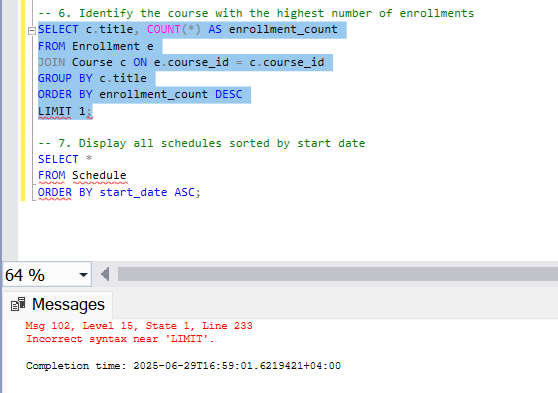 -- 6. Identify the course with the highest number of enrollments
SELECT c.title, COUNT(*) AS enrollment_count
FROM Enrollment e
JOIN Course c ON e.course_id = c.course_id
GROUP BY c.title
ORDER BY enrollment_count DESC
LIMIT 1;
-- 7. Display all schedules sorted by start date
SELECT *
FROM Schedule
ORDER BY start_date ASC;
64 %
Messages
Msg 102, Level 15, State 1, Line 233
Incorrect syntax near 'LIMIT'.
Completion time: 2025-06-29T16:59:01.6219421+04:00